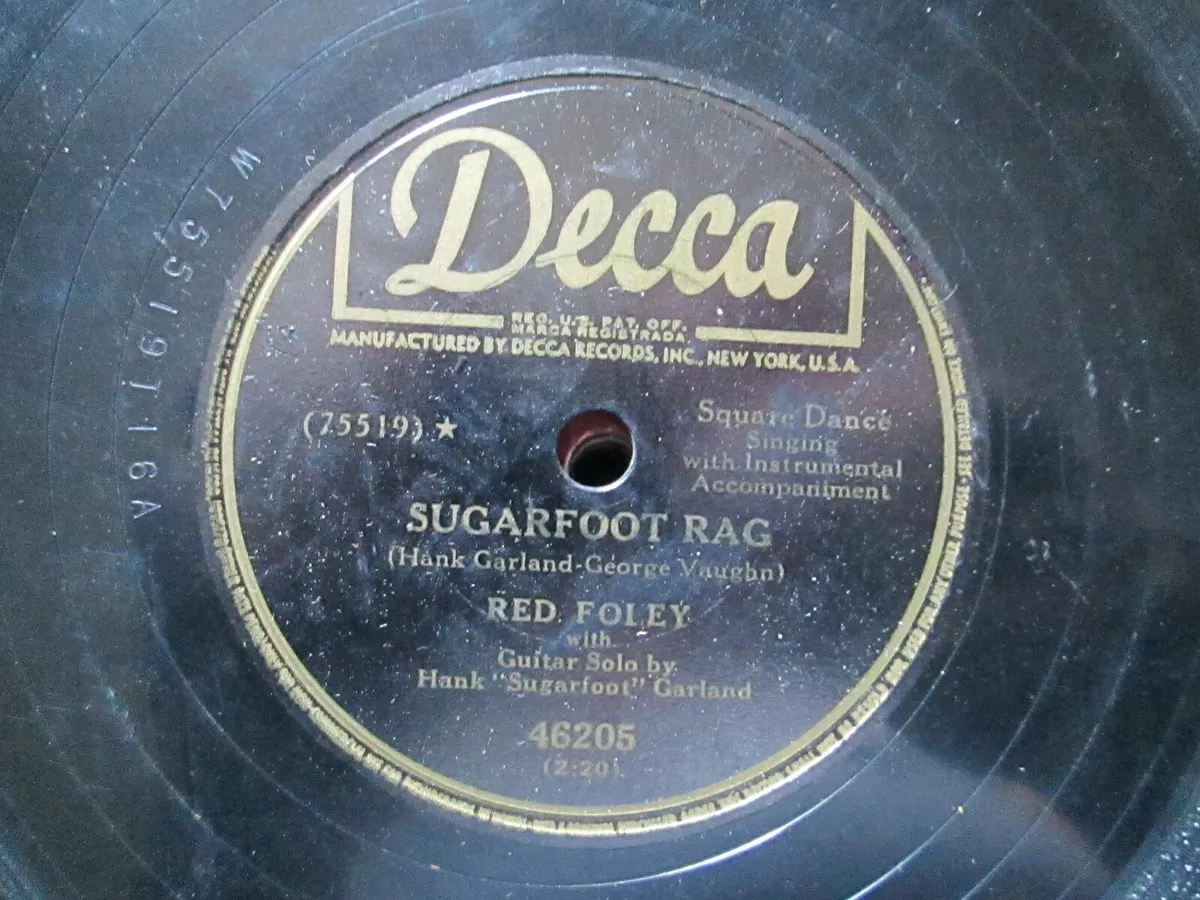 Decca
REG. U.S. PAT. OFF.
MARCA REGISTRADA
MANUFACTURED BY DECCA RECORDS, INC., NEW YORK, U.S.A.
(75519) ★
Square Dance
Singing
with Instrumental
Accompaniment
SUGARFOOT RAG
(Hank Garland-George Vaughn)
RED FOLEY
with
Guitar Solo by
Hank "Sugarfoot" Garland
46205
(2:20)
W 75519T16A